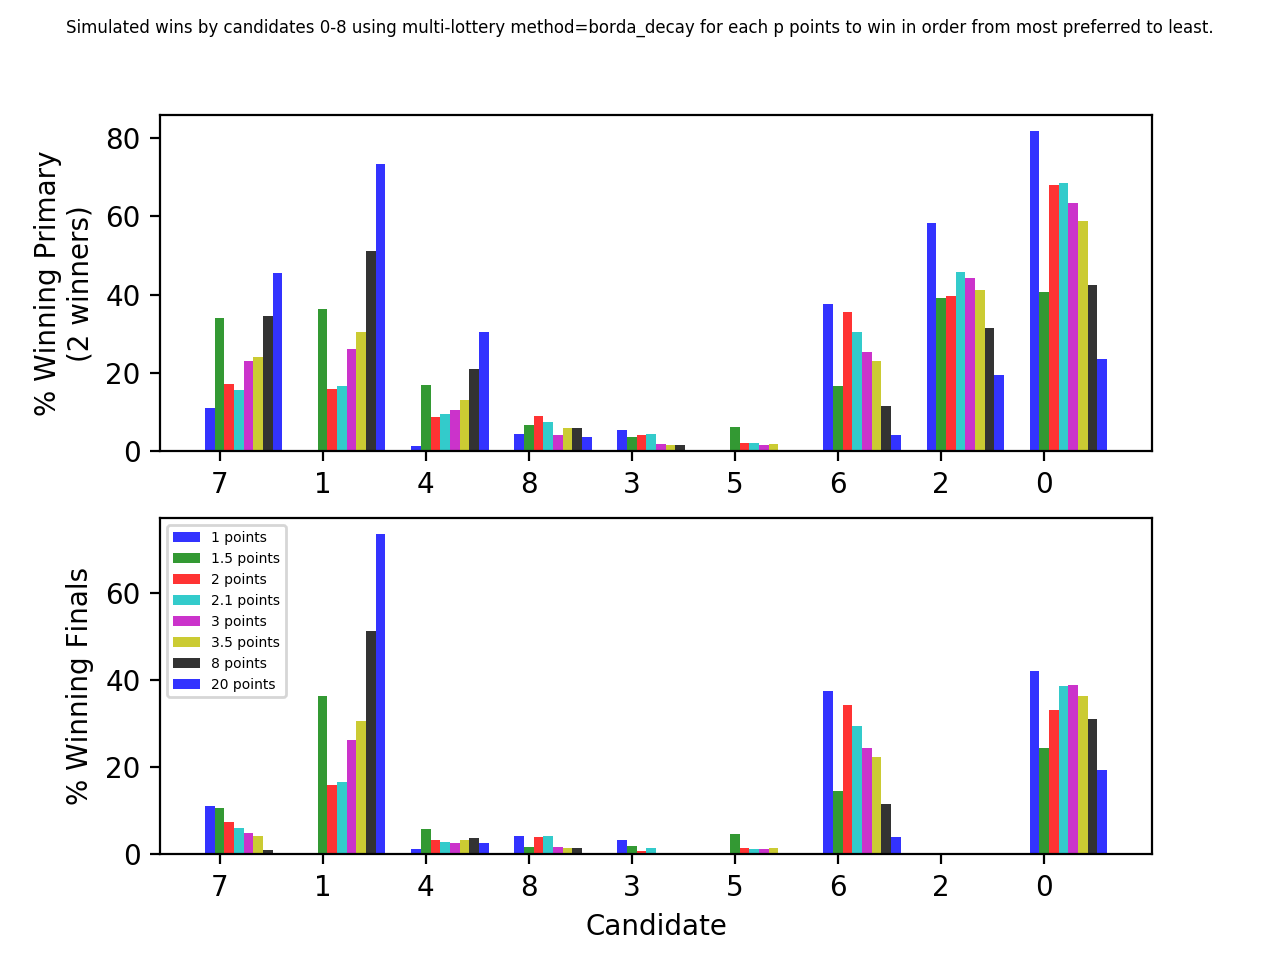 Simulated wins by candidates 0-8 using multi-lottery method=borda_decay for each p points to win in order from most preferred to least.
% Winning Primary
(2 winners)
80
60
40
20
0
7 1 4 8 3 5 6 2 0
% Winning Finals
60
40
20
0
1 points
1.5 points
2 points
2.1 points
3 points
3.5 points
8 points
20 points
7 1 4 8 3 5 6 2 0
Candidate